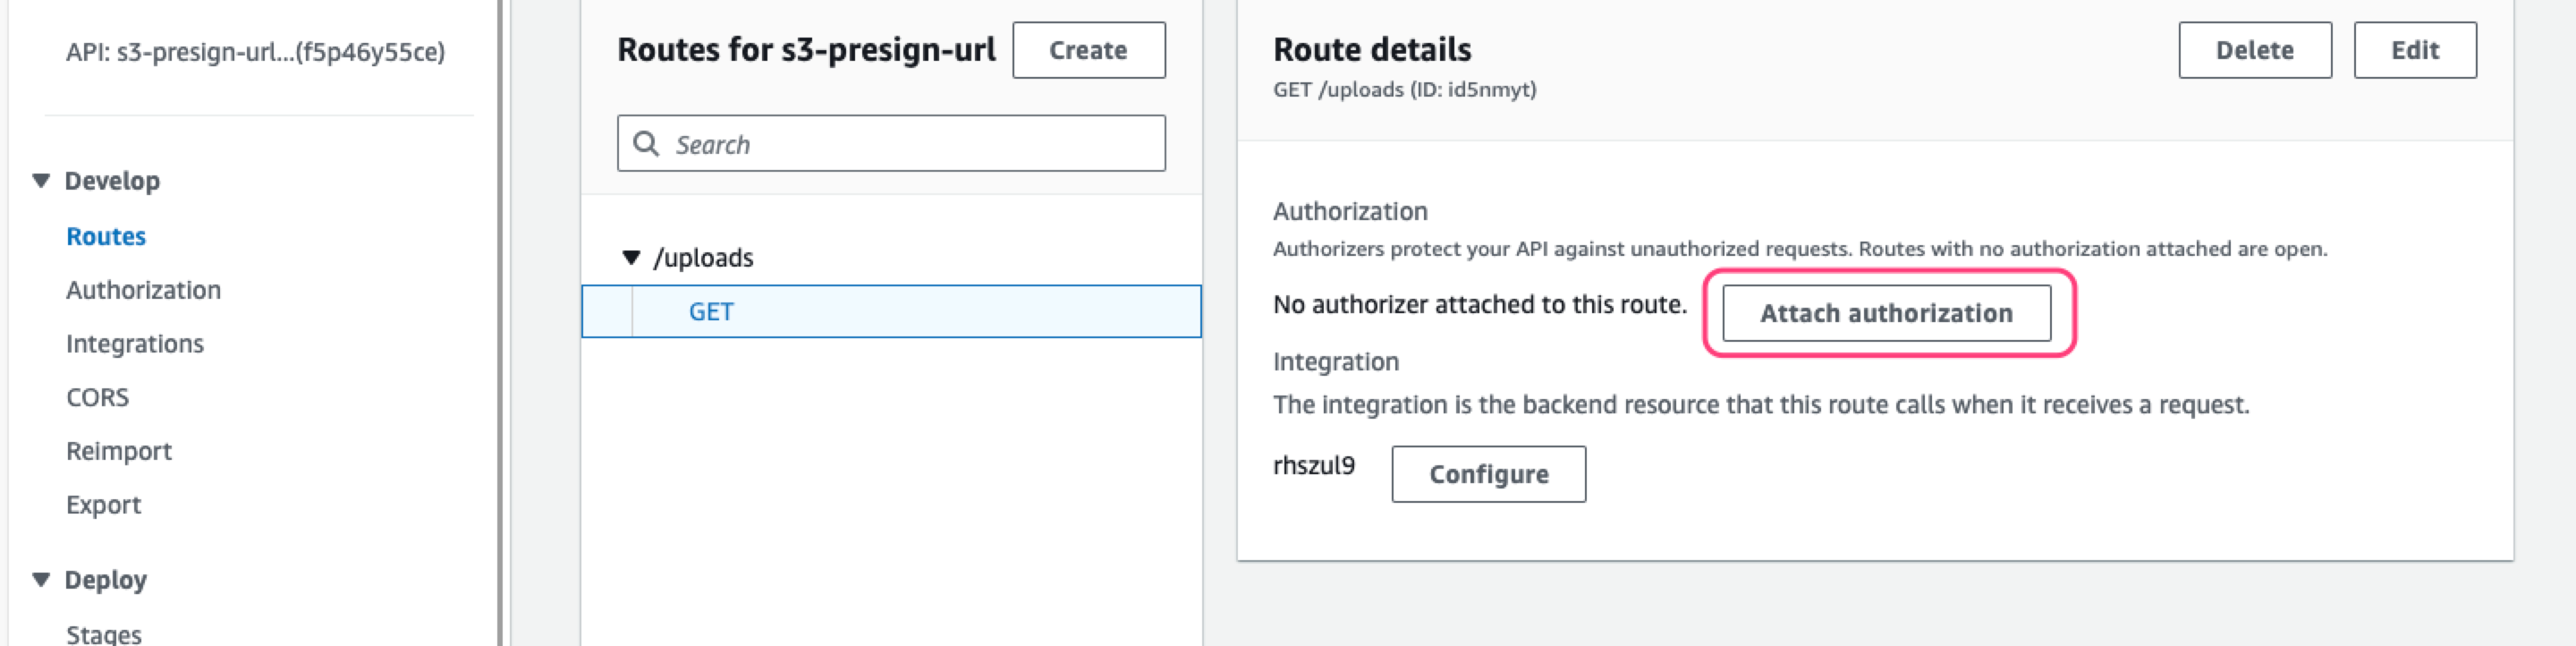 API: s3-presign-url...(f5p46y55ce)
Develop
Routes
Authorization
Integrations
CORS
Reimport
Export
Deploy
Stages
Routes for s3-presign-url
Create
Search
/uploads
GET
Route details
Delete
Edit
GET /uploads (ID: id5nmyt)
Authorization
Authorizers protect your API against unauthorized requests. Routes with no authorization attached are open.
No authorizer attached to this route.
Attach authorization
Integration
The integration is the backend resource that this route calls when it receives a request.
rhszul9
Configure